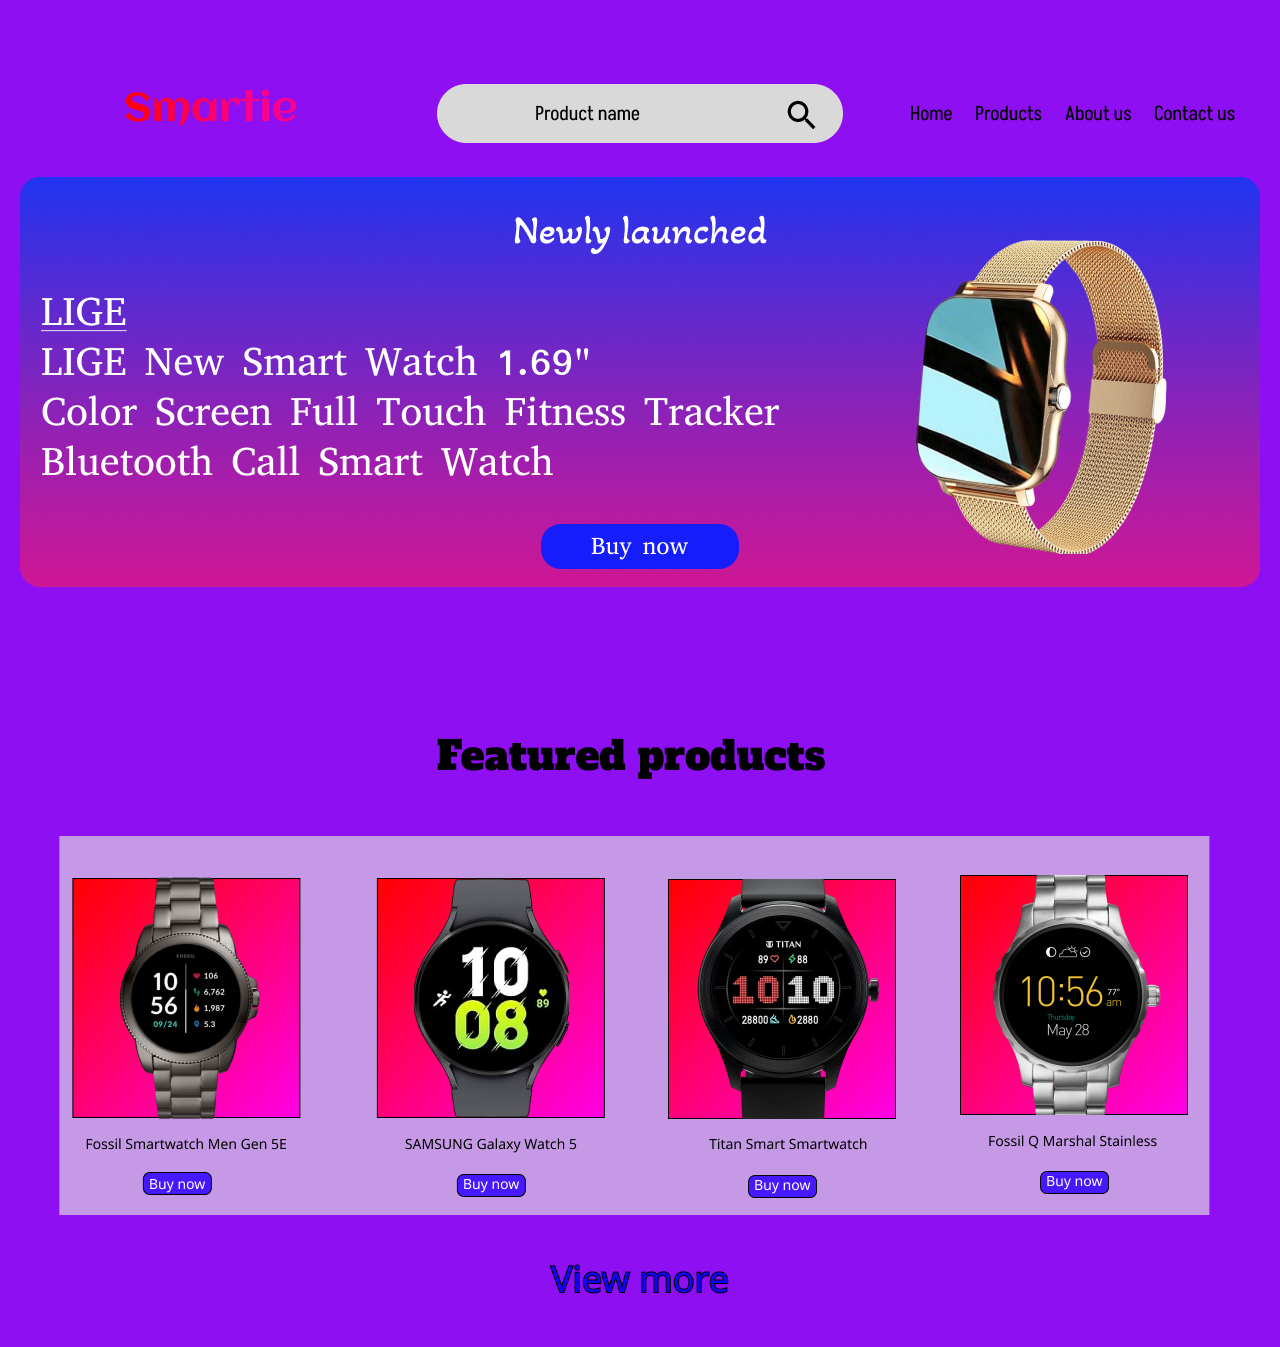 Smartie
Product name
Home Products About us Contact us
Newly launched
LIGE
LIGE New Smart Watch 1.69"
Color Screen Full Touch Fitness Tracker
Bluetooth Call Smart Watch
Buy now
Featured products
FOSSIL
10
56
09/24
106
6,762
1,987
5.3
10
08
89
TITAN
89 88
10 10
28800 2880
10:56 77° am
Thursday
May 28
Fossil Smartwatch Men Gen 5E
SAMSUNG Galaxy Watch 5
Titan Smart Smartwatch
Fossil Q Marshal Stainless
Buy now
Buy now
Buy now
Buy now
View more